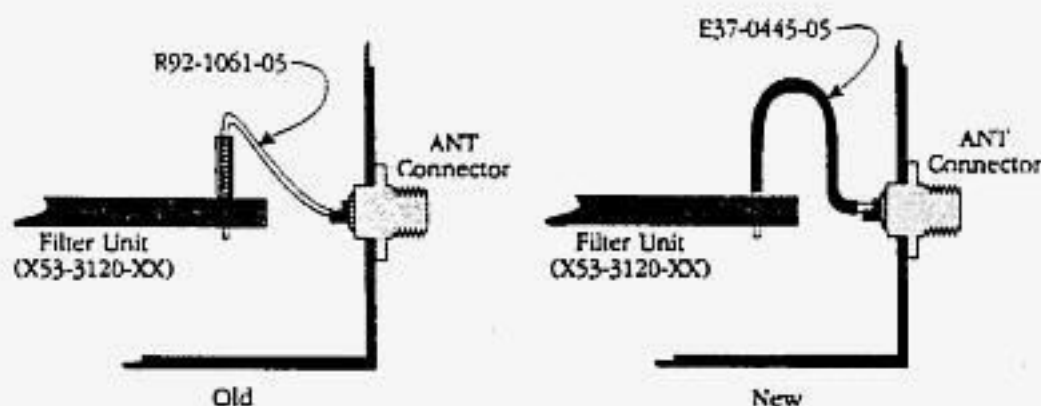 R92-1061-05
ANT
Connector
Filter Unit
(X53-3120-XX)
Old
E37-0445-05
ANT
Connector
Filter Unit
(X53-3120-XX)
New